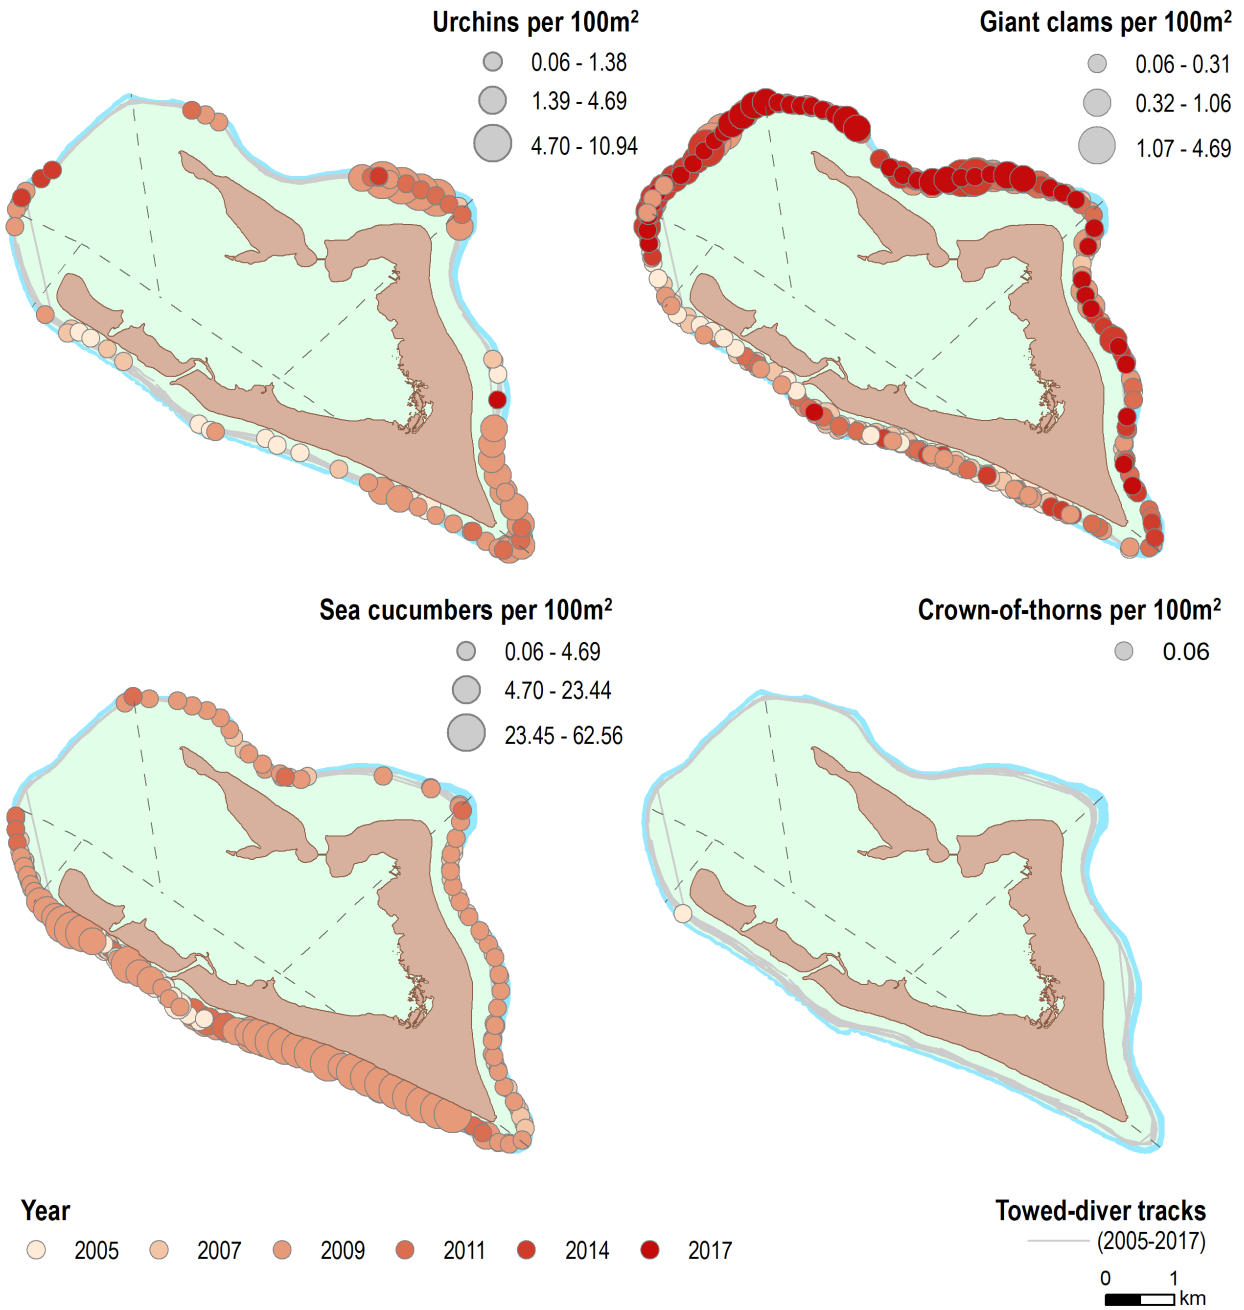 Urchins per 100m²
0.06 - 1.38
1.39 - 4.69
4.70 - 10.94
Giant clams per 100m²
0.06 - 0.31
0.32 - 1.06
1.07 - 4.69
Sea cucumbers per 100m²
0.06 - 4.69
4.70 - 23.44
23.45 - 62.56
Crown-of-thorns per 100m²
0.06
Year
2005 2007 2009 2011 2014 2017
Towed-diver tracks
(2005-2017)
0 1
km